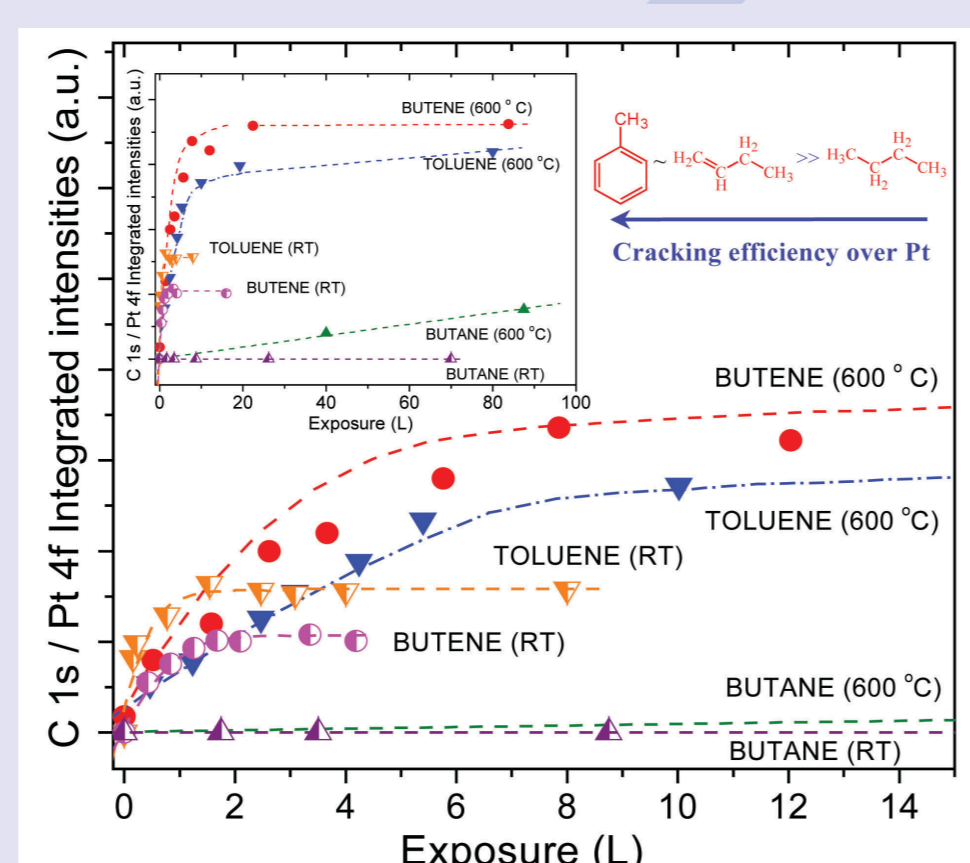 C 1s / Pt 4f Integrated intensities (a.u.)
C 1s / Pt 4f Integrated intensities (a.u.)
BUTENE (600 ° C)
TOLUENE (600 °C)
TOLUENE (RT)
BUTENE (RT)
BUTANE (600 °C)
BUTANE (RT)
0 20 40 60 80 100
Exposure (L)
CH₃
~ H₂C H H₂ CH₃ >> H₃C H₂ H₂ CH₃
Cracking efficiency over Pt
BUTENE (600 ° C)
TOLUENE (600 °C)
TOLUENE (RT)
BUTENE (RT)
BUTANE (600 °C)
BUTANE (RT)
0 2 4 6 8 10 12 14
Exposure (L)